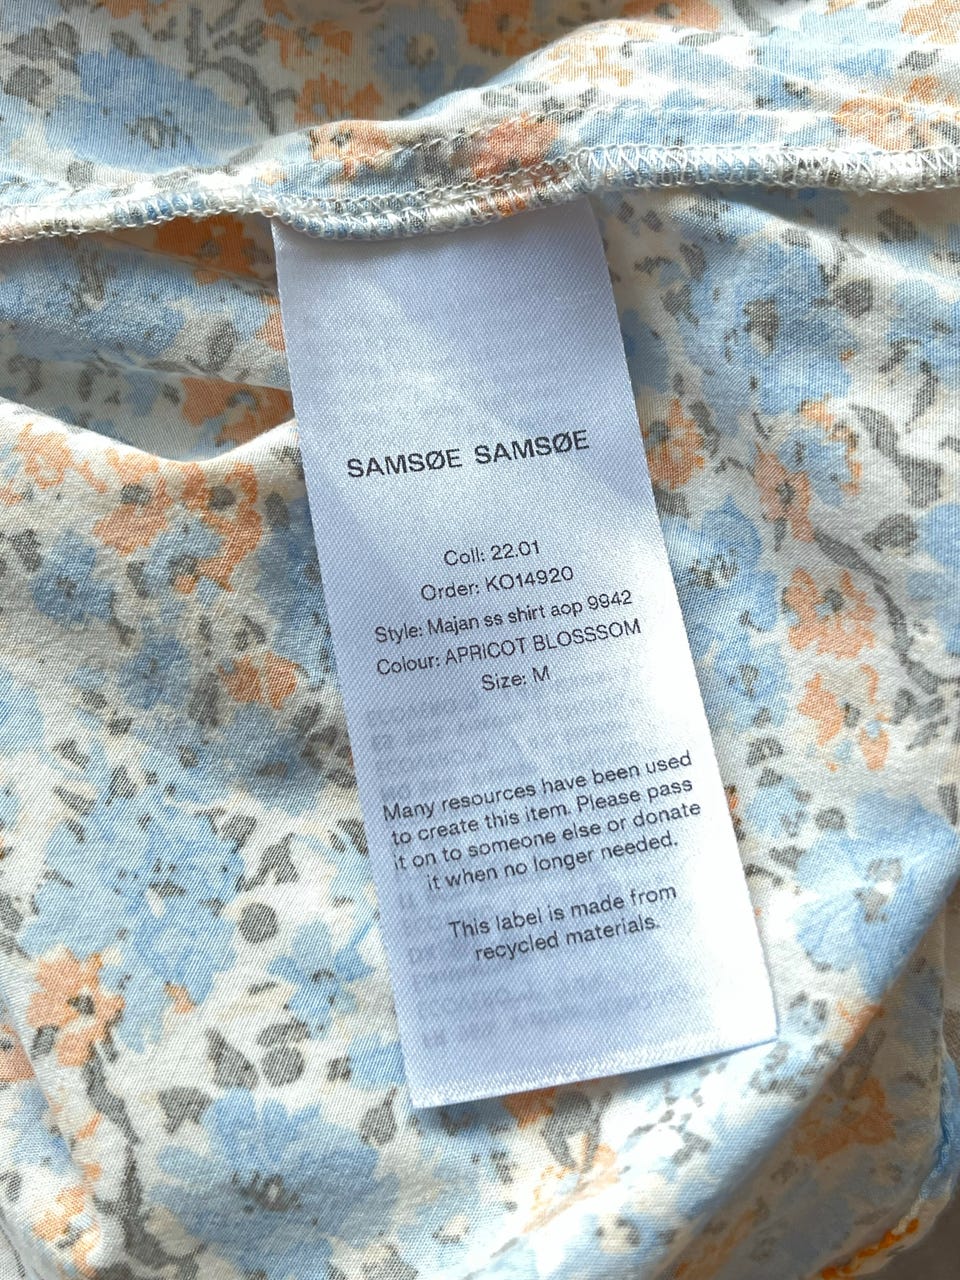 SAMSØE SAMSØE
Coll: 22.01
Order: KO14920
Style: Majan ss shirt aop 9942
Colour: APRICOT BLOSSSOM
Size: M
Many resources have been used
to create this item. Please pass
it on to someone else or donate
it when no longer needed.
This label is made from
recycled materials.